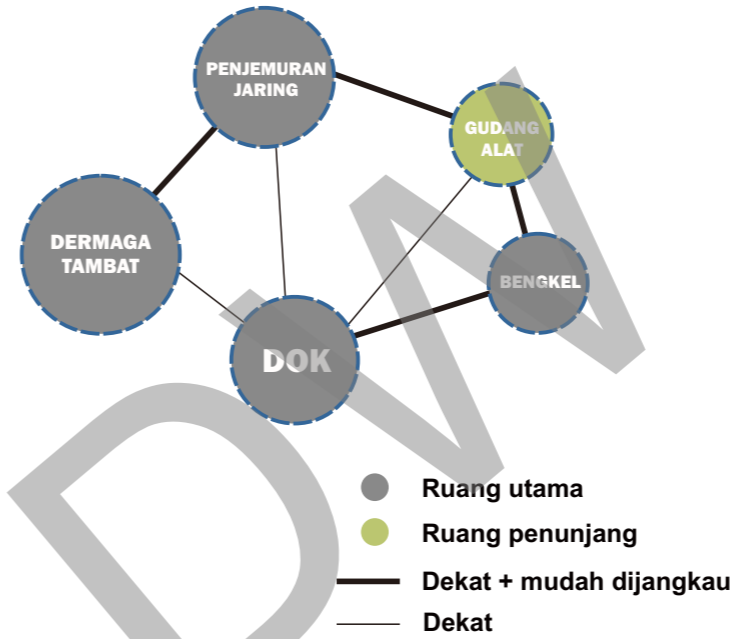 PENJEMURAN
JARING
GUDANG
ALAT
DERMAGA
TAMBAT
BENGKEL
DOK
Ruang utama
Ruang penunjang
Dekat + mudah dijangkau
Dekat